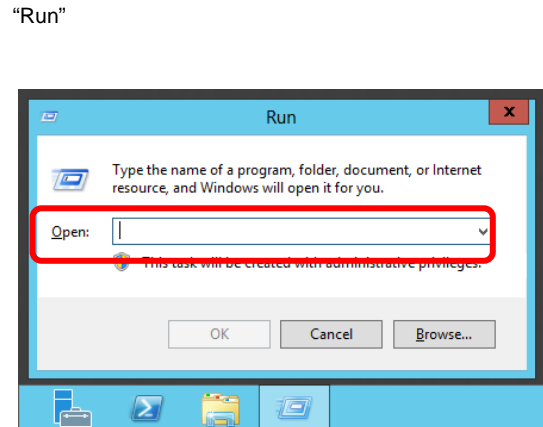 “Run”
Run
x
Type the name of a program, folder, document, or Internet
resource, and Windows will open it for you.
Open:
This task will be created with administrative privileges.
OK
Cancel
Browse...